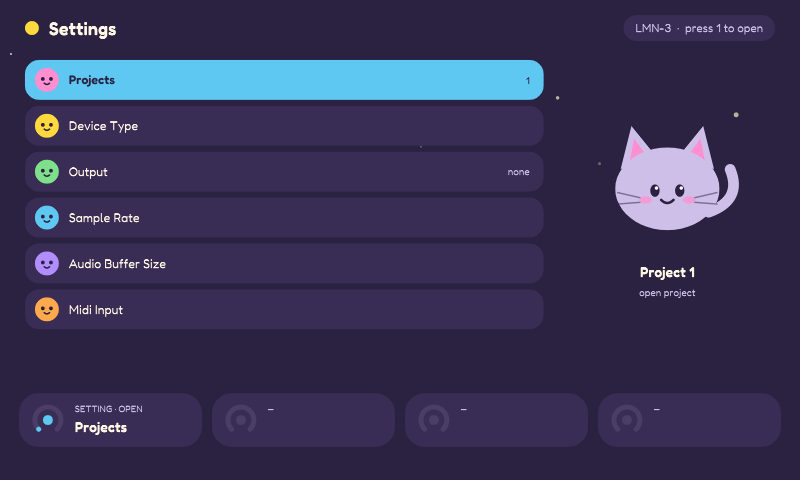 Settings
LMN-3 · press 1 to open
Projects
1
Device Type
Output
none
Sample Rate
Audio Buffer Size
Midi Input
Project 1
open project
SETTING · OPEN
Projects
–
–
–